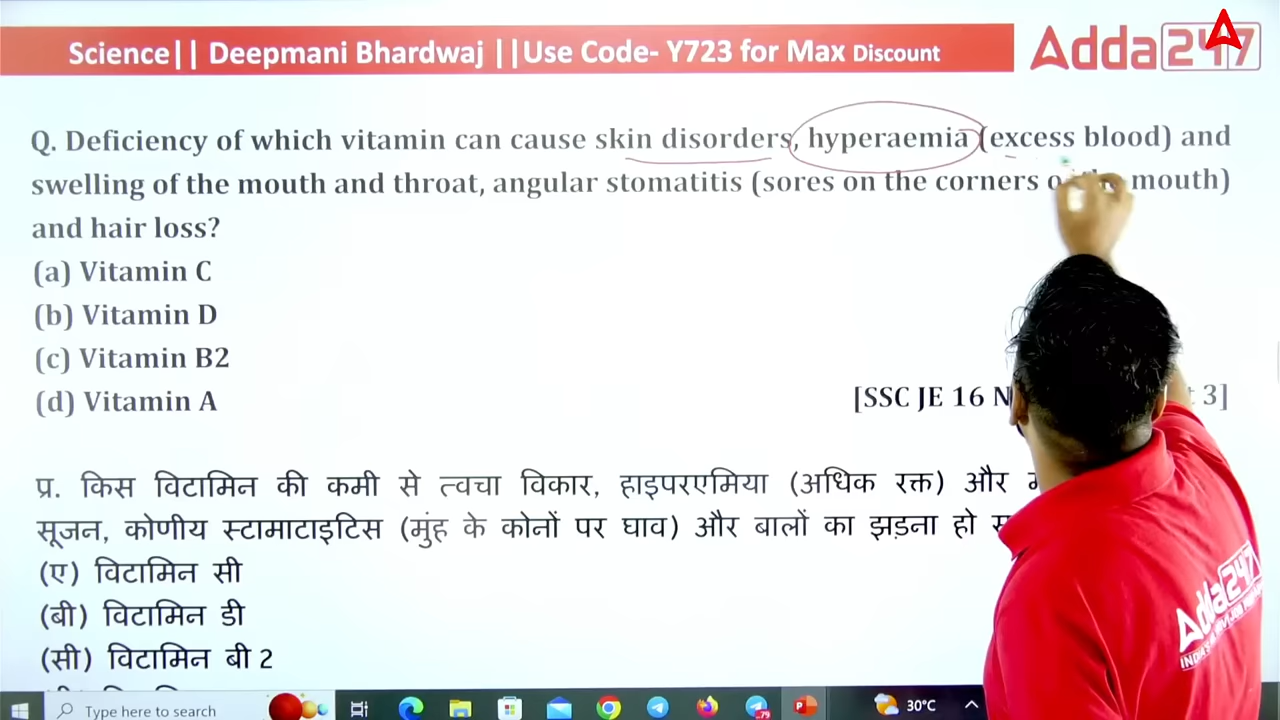 Science|| Deepmani Bhardwaj ||Use Code- Y723 for Max Discount
Adda247
Q. Deficiency of which vitamin can cause skin disorders, hyperaemia (excess blood) and
swelling of the mouth and throat, angular stomatitis (sores on the corners mouth)
and hair loss?
(a) Vitamin C
(b) Vitamin D
(c) Vitamin B2
(d) Vitamin A
[SSC JE 16 3]
प्र. किस विटामिन की कमी से त्वचा विकार, हाइपरएमिया (अधिक रक्त) और
सूजन, कोणीय स्टामाटाइटिस (मुंह के कोनों पर घाव) और बालों का झड़ना हो
(ए) विटामिन सी
(बी) विटामिन डी
(सी) विटामिन बी 2
Adda247
Type here to search
30°C